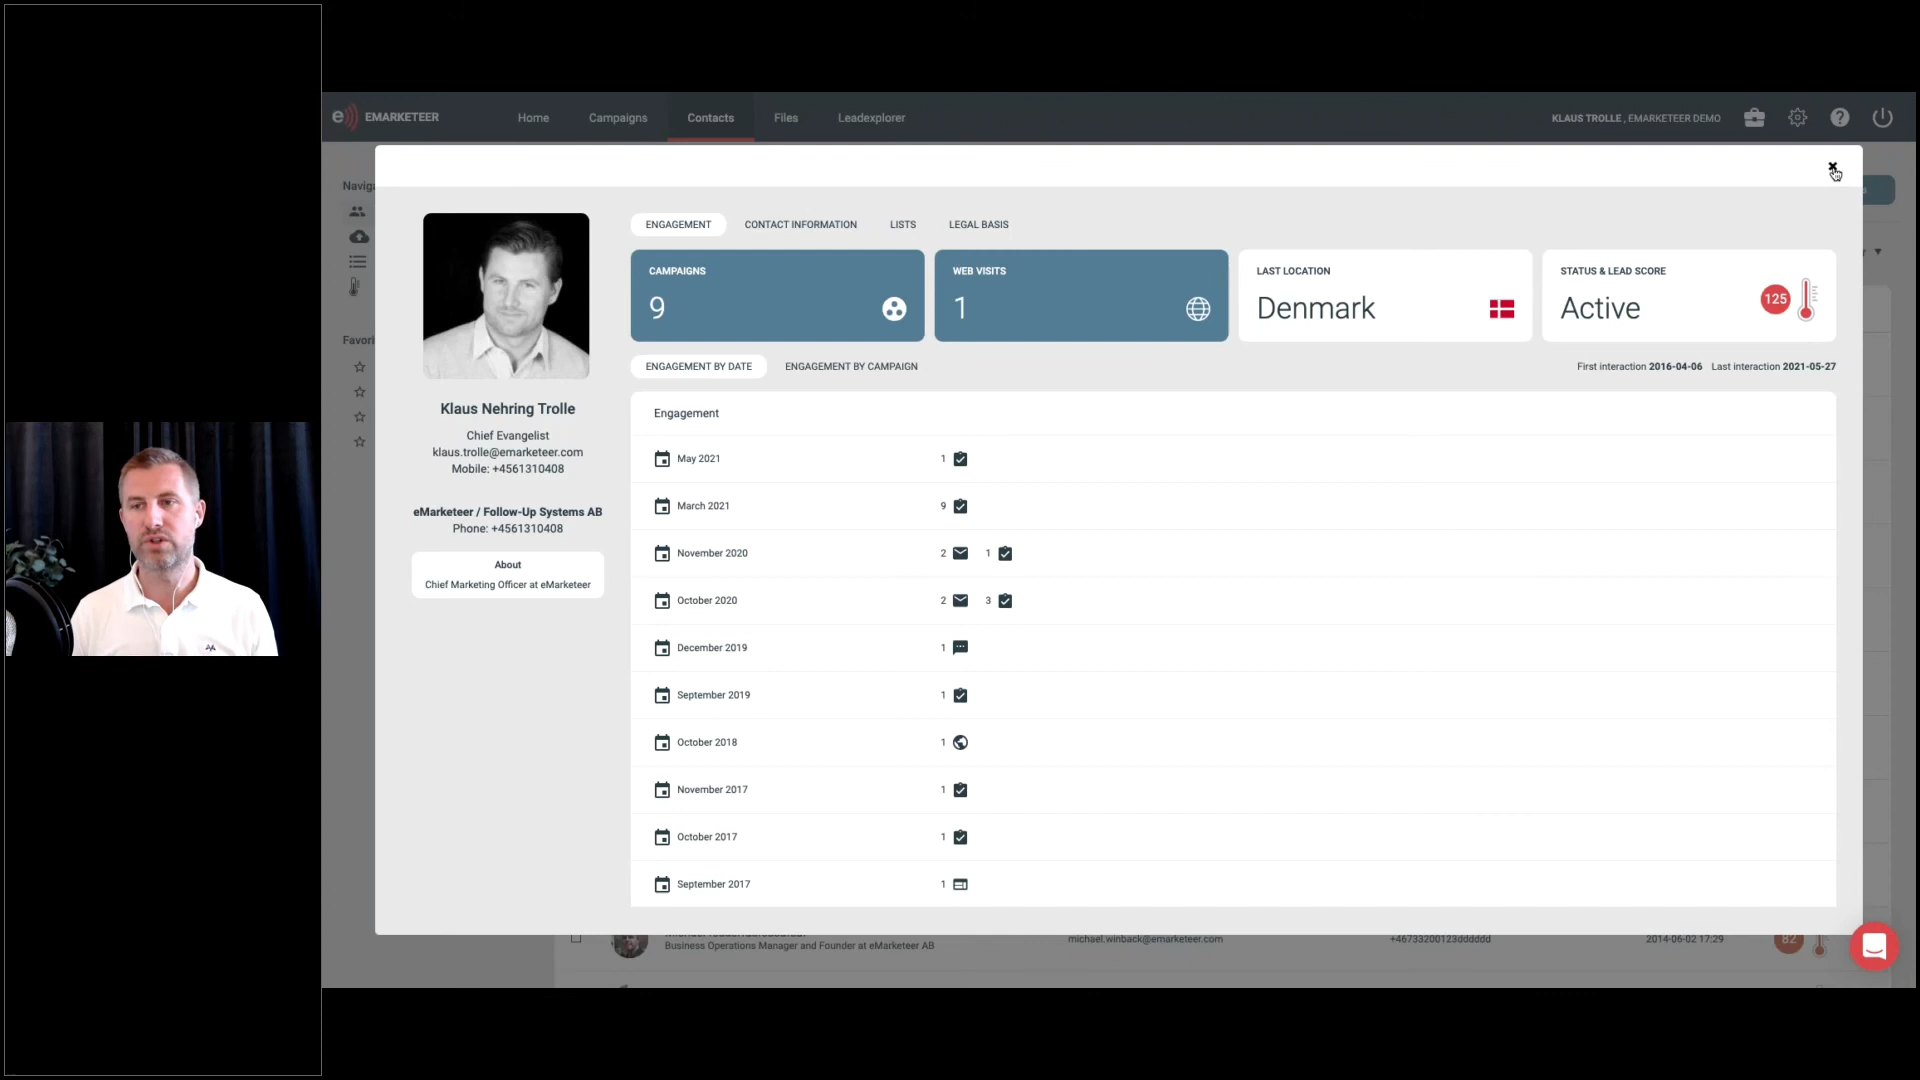 EMARKETEER
Home
Campaigns
Contacts
Files
Leadexplorer
KLAUS TROLLE , EMARKETEER DEMO
ENGAGEMENT
CONTACT INFORMATION
LISTS
LEGAL BASIS
CAMPAIGNS
9
WEB VISITS
1
LAST LOCATION
Denmark
STATUS & LEAD SCORE
Active
125
ENGAGEMENT BY DATE
ENGAGEMENT BY CAMPAIGN
First interaction 2016-04-06 Last interaction 2021-05-27
Klaus Nehring Trolle
Chief Evangelist
klaus.trolle@emarketeer.com
Mobile: +4561310408
eMarketeer / Follow-Up Systems AB
Phone: +4561310408
About
Chief Marketing Officer at eMarketeer
Engagement
May 2021 1
March 2021 9
November 2020 2 1
October 2020 2 3
December 2019 1
September 2019 1
October 2018 1
November 2017 1
October 2017 1
September 2017 1
Business Operations Manager and Founder at eMarketeer AB
michael.winback@emarketeer.com
+46733200123dddddd
2014-06-02 17:29
82